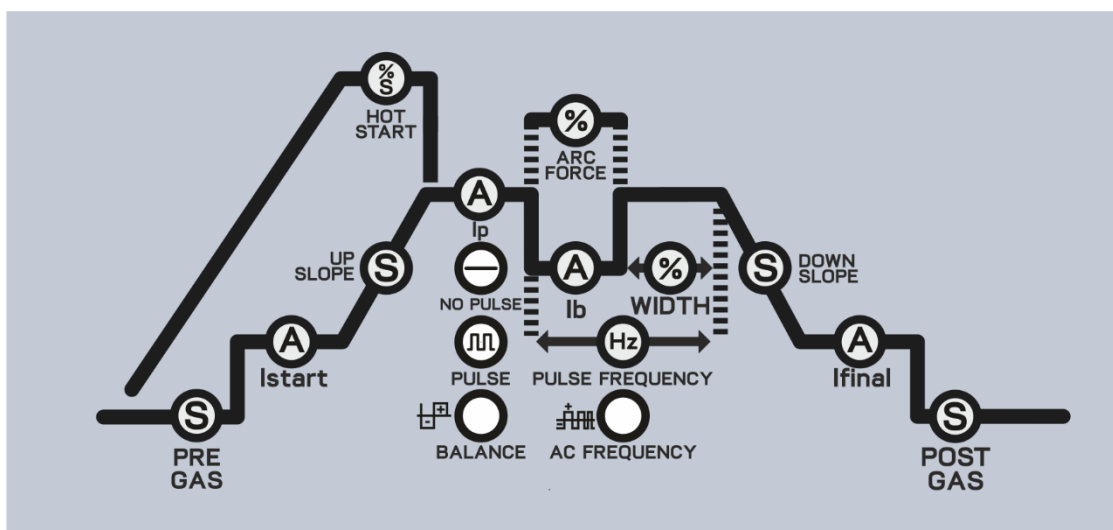 %
S
HOT
START
%
ARC
FORCE
A
Ip
UP
SLOPE
S
NO PULSE
A
Ib
%
WIDTH
S
DOWN
SLOPE
A
Istart
PULSE
Hz
PULSE FREQUENCY
A
Ifinal
S
PRE
GAS
BALANCE
AC FREQUENCY
S
POST
GAS